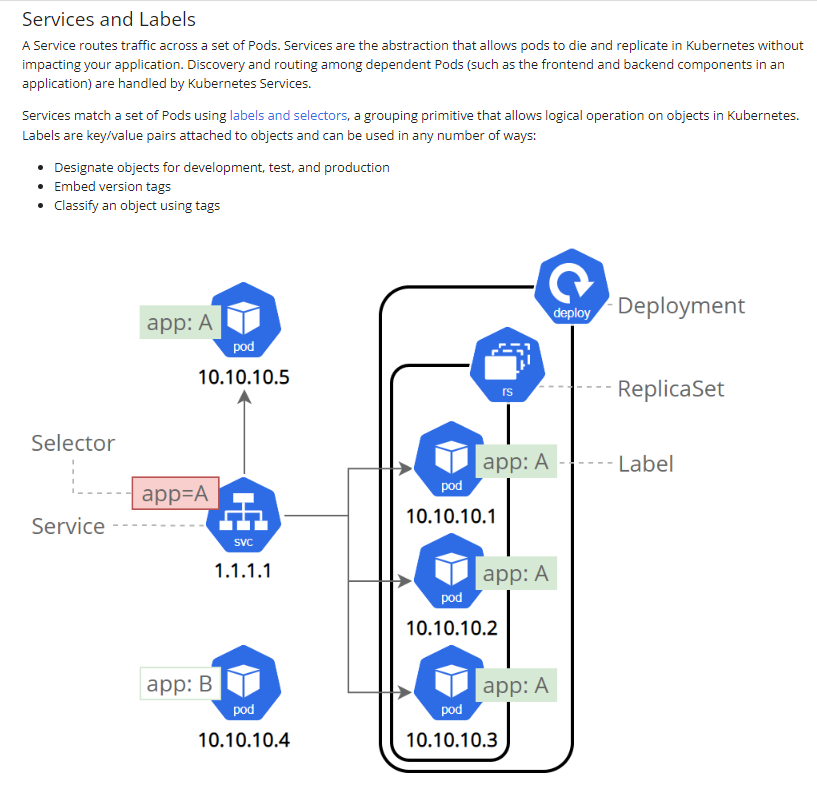 Services and Labels
A Service routes traffic across a set of Pods. Services are the abstraction that allows pods to die and replicate in Kubernetes without
impacting your application. Discovery and routing among dependent Pods (such as the frontend and backend components in an
application) are handled by Kubernetes Services.
Services match a set of Pods using labels and selectors, a grouping primitive that allows logical operation on objects in Kubernetes.
Labels are key/value pairs attached to objects and can be used in any number of ways:
• Designate objects for development, test, and production
• Embed version tags
• Classify an object using tags
deploy
Deployment
app: A
pod
10.10.10.5
rs
ReplicaSet
Selector
app=A
Service
svc
1.1.1.1
app: A
Label
pod
10.10.10.1
app: A
pod
10.10.10.2
app: B
pod
10.10.10.4
app: A
pod
10.10.10.3